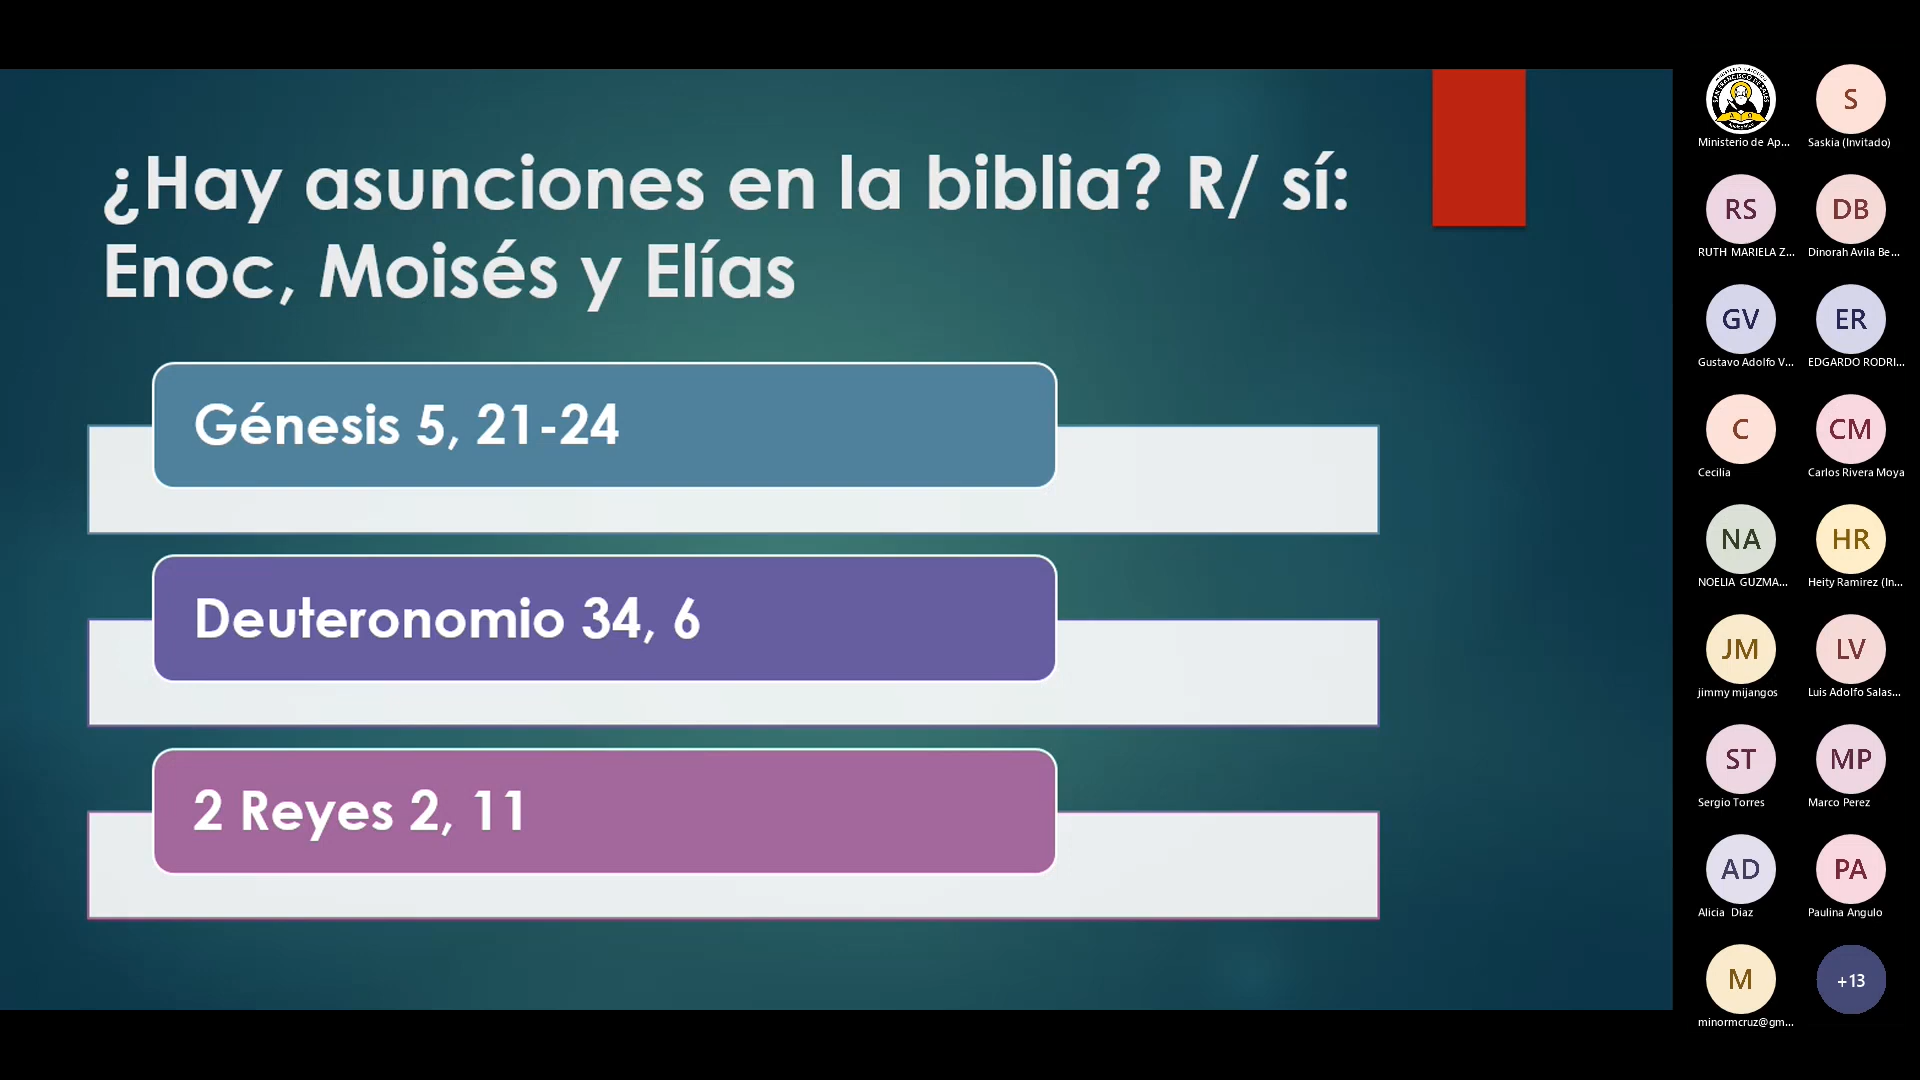 ¿Hay asunciones en la biblia? R/ sí:
Enoc, Moisés y Elías
Génesis 5, 21-24
Deuteronomio 34, 6
2 Reyes 2, 11
Ministerio de Ap...
S
Saskia (Invitado)
RS
RUTH MARIELA Z...
DB
Dinorah Avila Be...
GV
Gustavo Adolfo V...
ER
EDGARDO RODRI...
C
Cecilia
CM
Carlos Rivera Moya
NA
NOELIA GUZMA...
HR
Heity Ramirez (In...
JM
jimmy mijangos
LV
Luis Adolfo Salas...
ST
Sergio Torres
MP
Marco Perez
AD
Alicia Diaz
PA
Paulina Angulo
M
minormcruz@gm...
+13